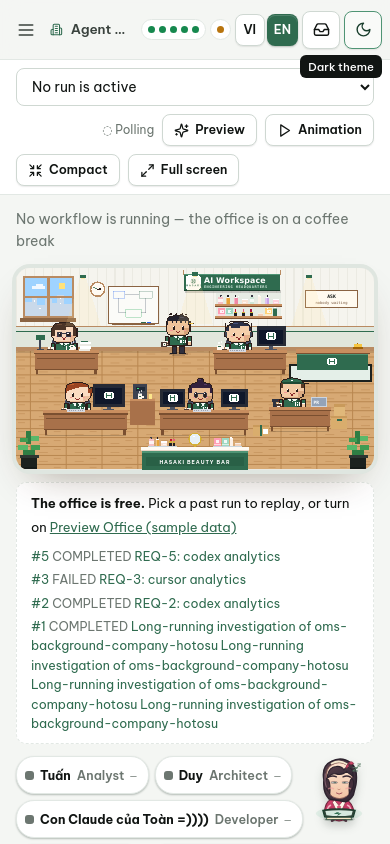 Agent ...
VI
EN
Dark theme
No run is active
Polling
Preview
Animation
Compact
Full screen
No workflow is running — the office is on a coffee
break
AI Workspace
ENGINEERING HEADQUARTERS
ASK
nobody waiting
HASAKI BEAUTY BAR
The office is free. Pick a past run to replay, or turn
on Preview Office (sample data)
#5 COMPLETED REQ-5: codex analytics
#3 FAILED REQ-3: cursor analytics
#2 COMPLETED REQ-2: codex analytics
#1 COMPLETED Long-running investigation of oms-
background-company-hotosu Long-running
investigation of oms-background-company-hotosu
Long-running investigation of oms-background-
company-hotosu Long-running investigation of oms-
background-company-hotosu
Tuấn Analyst –
Duy Architect –
Con Claude của Toàn =)))) Developer –